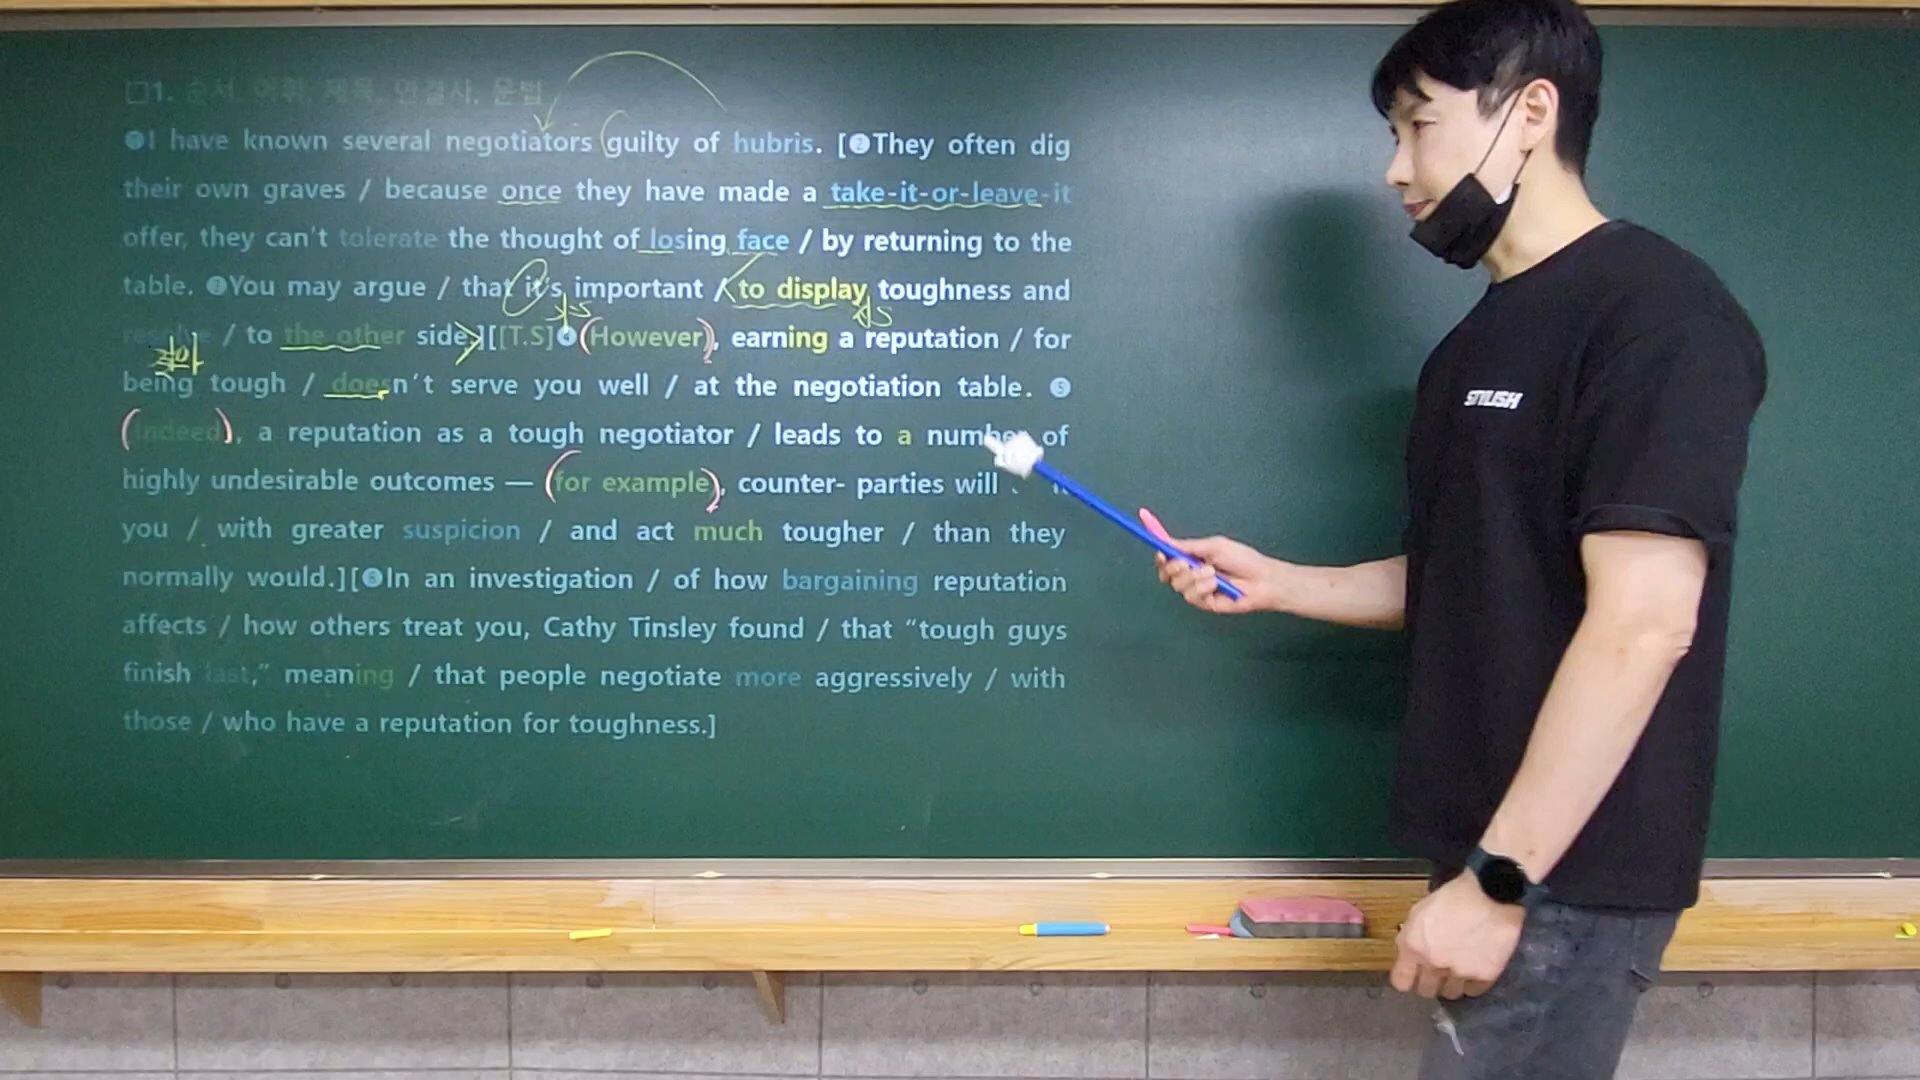 □1. 순서, 어휘, 제목, 연결사, 문법
❶I have known several negotiators guilty of hubris. [❷They often dig
their own graves / because once they have made a take-it-or-leave-it
offer, they can't tolerate the thought of losing face / by returning to the
table. ❸You may argue / that it's important / to display toughness and
resolve / to the other side.][[T.S]❹(However), earning a reputation / for
being tough / doesn't serve you well / at the negotiation table. ❺
(Indeed), a reputation as a tough negotiator / leads to a number of
highly undesirable outcomes — (for example), counter- parties will
you / with greater suspicion / and act much tougher / than they
normally would.][❻In an investigation / of how bargaining reputation
affects / how others treat you, Cathy Tinsley found / that “tough guys
finish last,” meaning / that people negotiate more aggressively / with
those / who have a reputation for toughness.]
STYLISH